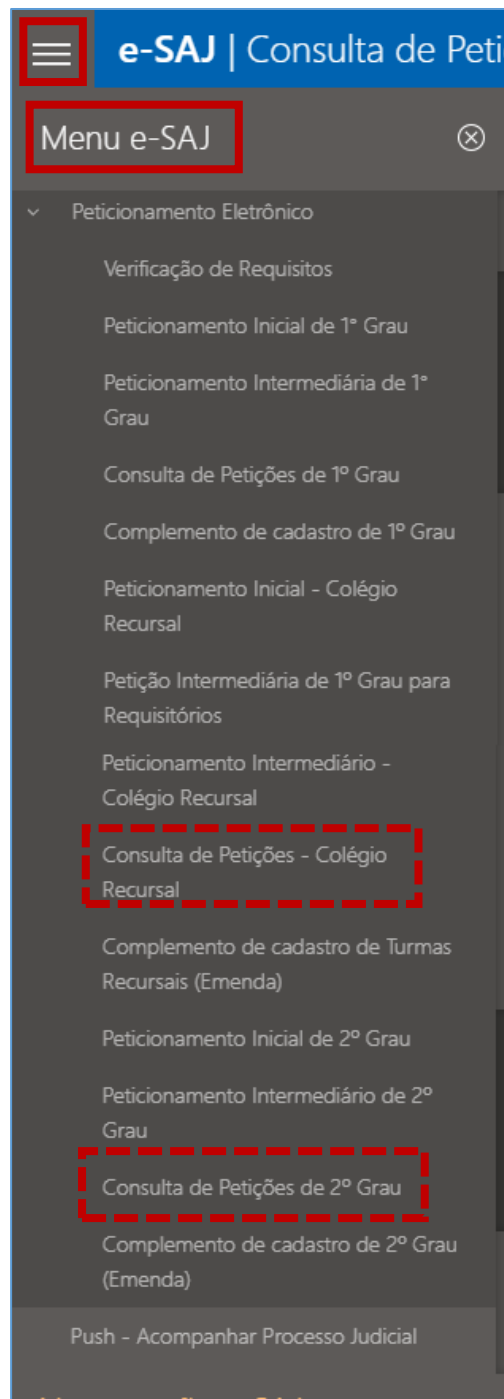 e-SAJ | Consulta de Peti
Menu e-SAJ
Peticionamento Eletrônico
Verificação de Requisitos
Peticionamento Inicial de 1° Grau
Peticionamento Intermediária de 1°
Grau
Consulta de Petições de 1º Grau
Complemento de cadastro de 1º Grau
Peticionamento Inicial - Colégio
Recursal
Petição Intermediária de 1º Grau para
Requisitórios
Peticionamento Intermediário -
Colégio Recursal
Consulta de Petições - Colégio
Recursal
Complemento de cadastro de Turmas
Recursais (Emenda)
Peticionamento Inicial de 2º Grau
Peticionamento Intermediário de 2º
Grau
Consulta de Petições de 2º Grau
Complemento de cadastro de 2º Grau
(Emenda)
Push - Acompanhar Processo Judicial